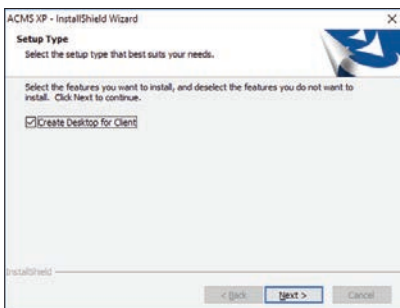 ACMS XP - InstallShield Wizard
Setup Type
Select the setup type that best suits your needs.
Select the features you want to install, and deselect the features you do not want to
install. Click Next to continue.
Create Desktop for Client
InstallShield
< Back
Next >
Cancel